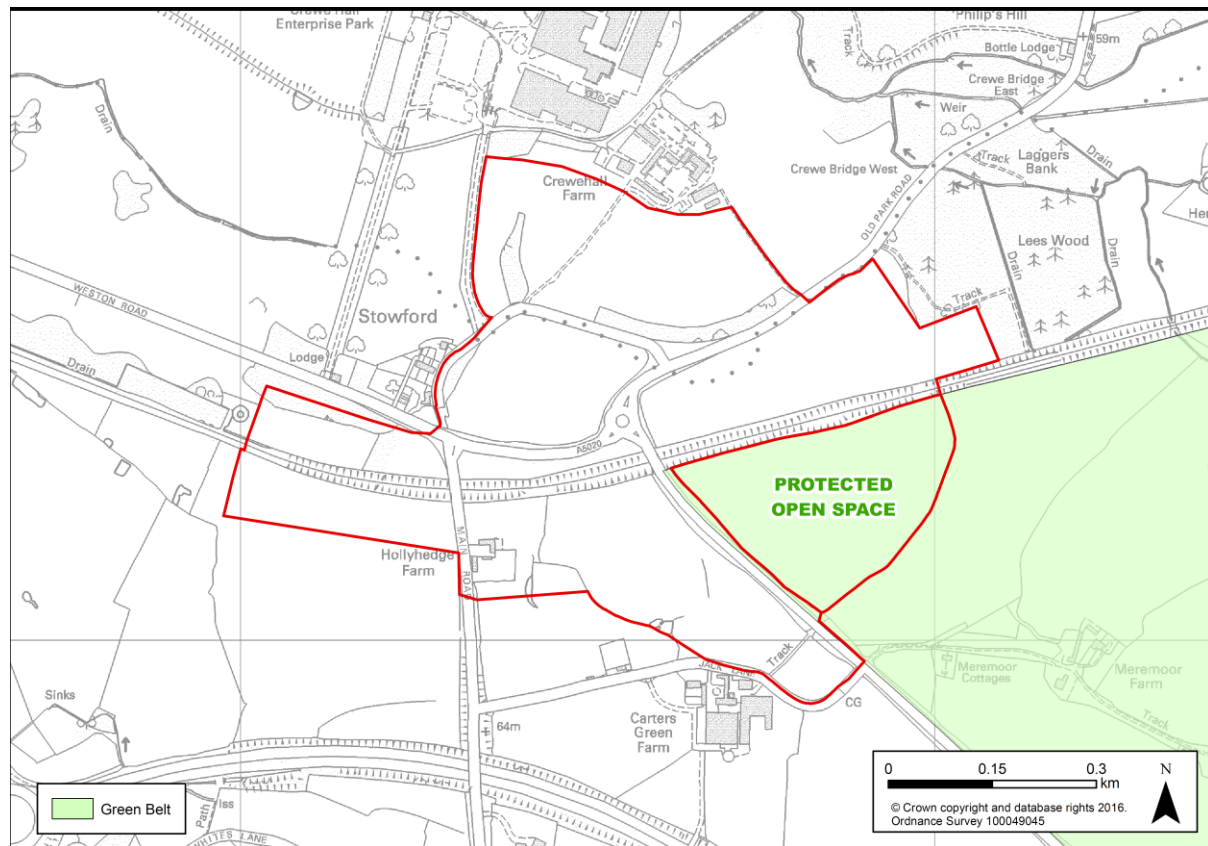 Crewe Hall
Enterprise Park
Philip's Hill
Track
59m
Bottle Lodge
Crewe Bridge
East
Weir
Drain
Track
Laggers
Bank
Drain
Crewe Bridge West
Crewehall
Farm
OLD PARK ROAD
Her
Lees Wood
Drain
Drain
Track
WESTON ROAD
Stowford
Lodge
Drain
A5020
PROTECTED
OPEN SPACE
MAIN ROAD
Hollyhedge
Farm
Track
JACK LANE
Meremoor
Cottages
Meremoor
Farm
Track
Sinks
CG
Carters
Green
Farm
64m
Path
Iss
WHITES LANE
Green Belt
0 0.15 0.3
km
N
© Crown copyright and database rights 2016.
Ordnance Survey 100049045